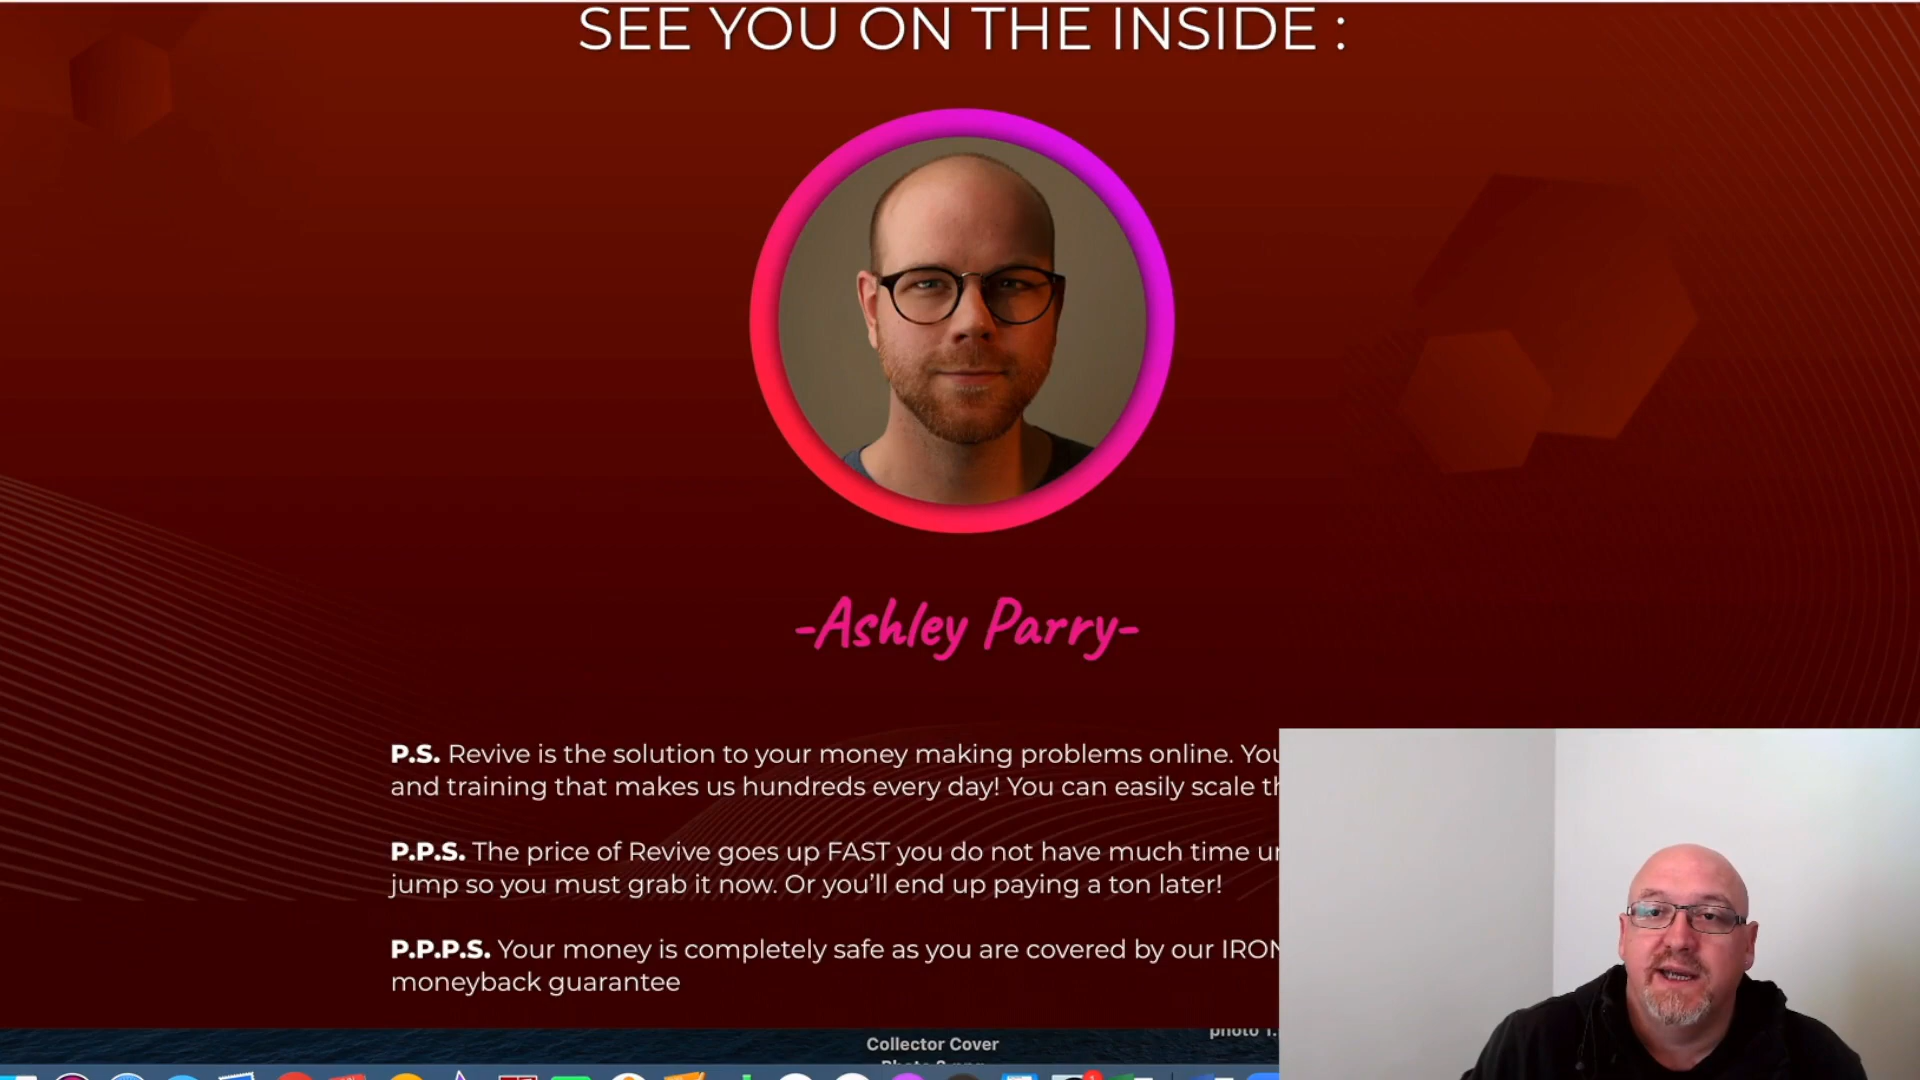 SEE YOU ON THE INSIDE :
-Ashley Parry-
P.S. Revive is the solution to your money making problems online. You
and training that makes us hundreds every day! You can easily scale
P.P.S. The price of Revive goes up FAST you do not have much time
jump so you must grab it now. Or you'll end up paying a ton later!
P.P.P.S. Your money is completely safe as you are covered by our IRON
moneyback guarantee
photo 1.
Collector Cover